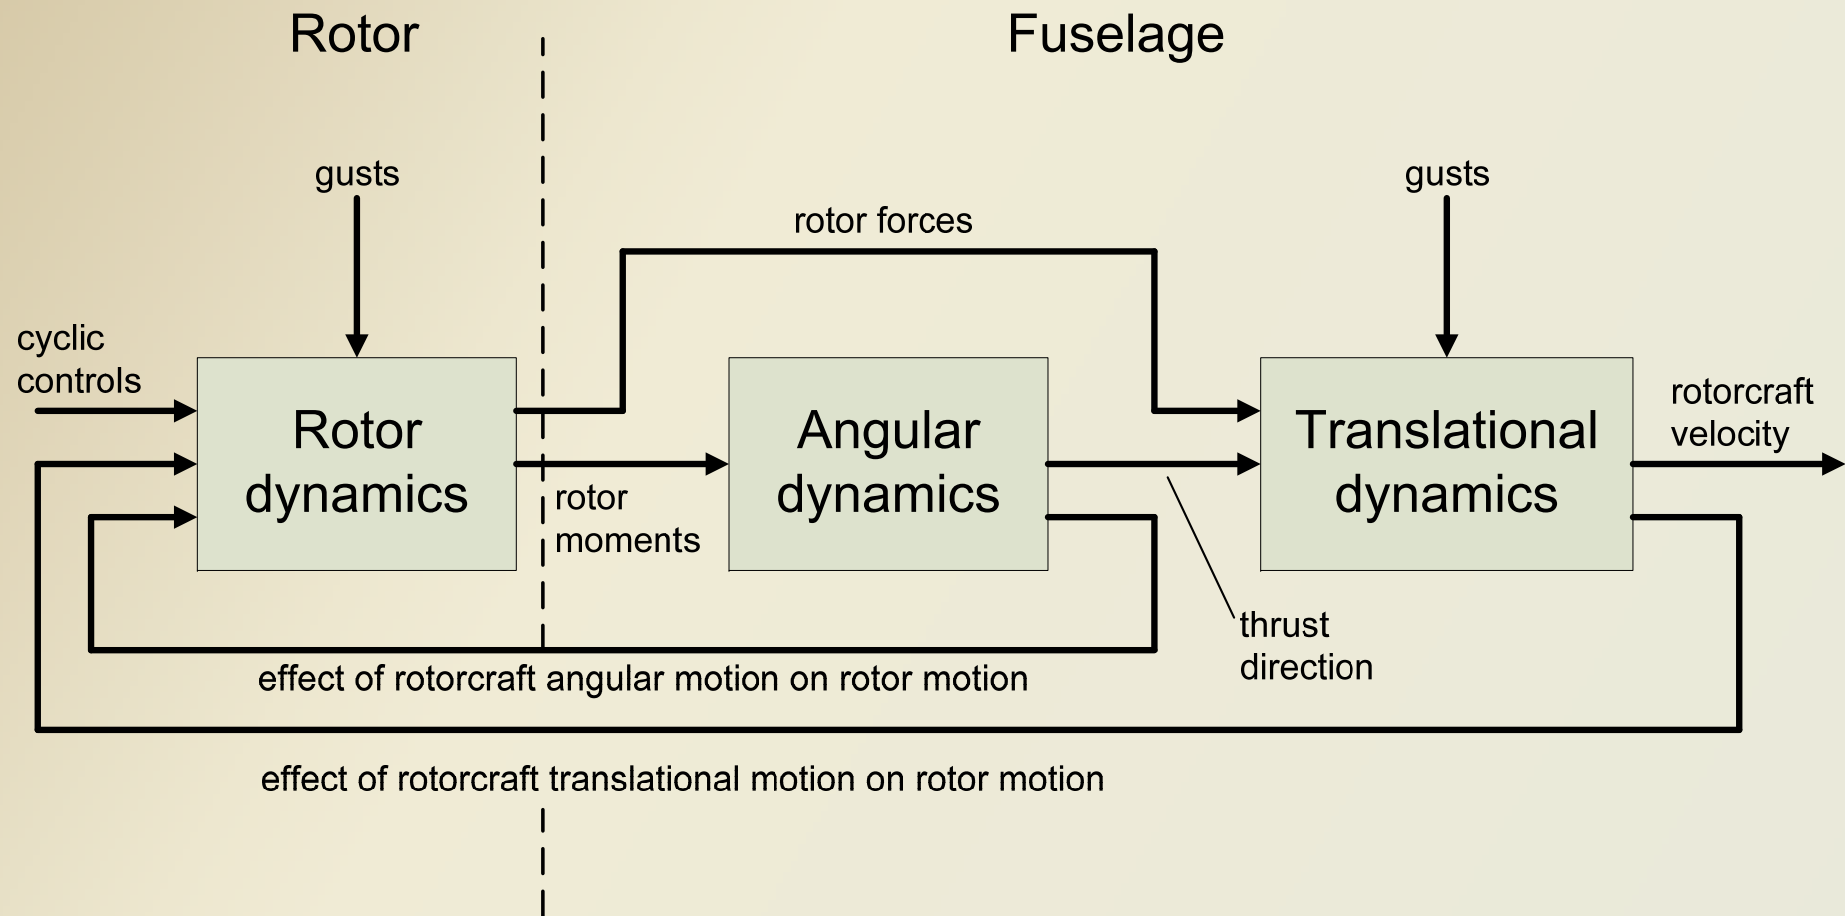 Rotor
Fuselage
gusts
gusts
rotor forces
cyclic
controls
Rotor
dynamics
rotor
moments
Angular
dynamics
Translational
dynamics
rotorcraft
velocity
thrust
direction
effect of rotorcraft angular motion on rotor motion
effect of rotorcraft translational motion on rotor motion